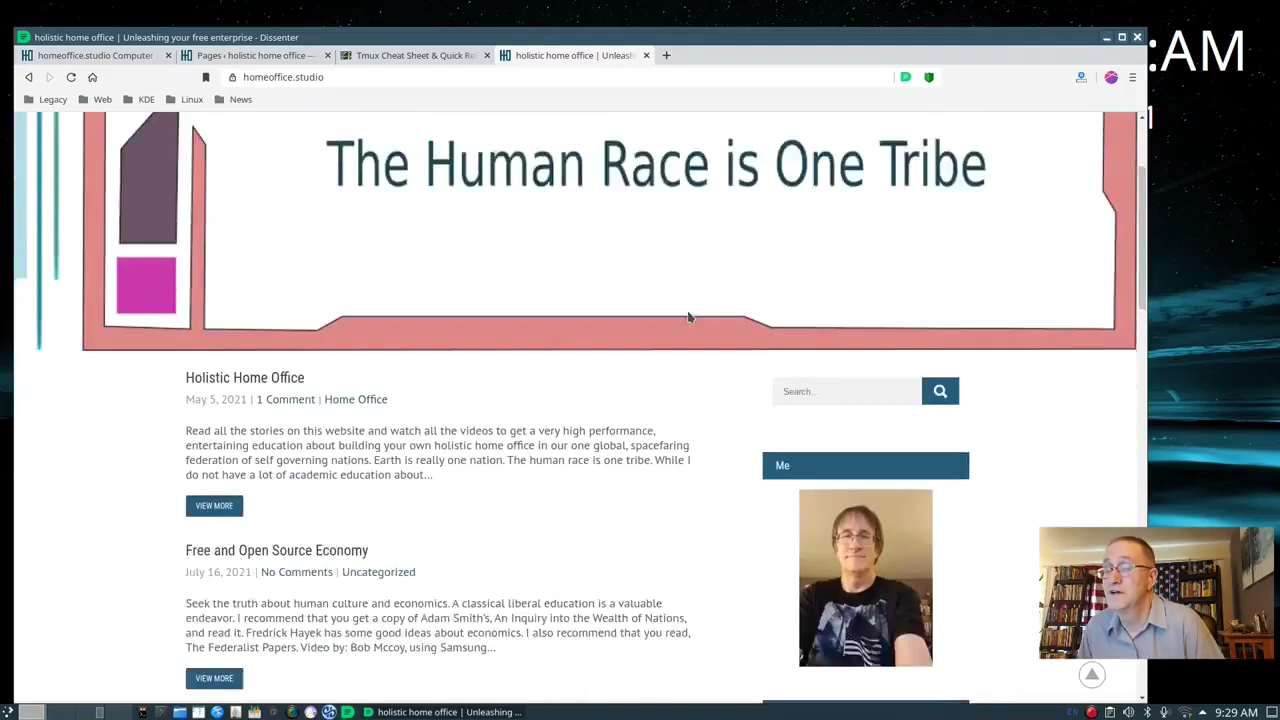 :AM
holistic home office | Unleashing your free enterprise - Dissenter
homeoffice.studio Computer
Pages ‹ holistic home office —
Tmux Cheat Sheet & Quick Ref
holistic home office | Unleash
homeoffice.studio
Legacy
Web
KDE
Linux
News
1
The Human Race is One Tribe
Holistic Home Office
May 5, 2021 | 1 Comment | Home Office
Read all the stories on this website and watch all the videos to get a very high performance,
entertaining education about building your own holistic home office in our one global, spacefaring
federation of self governing nations. Earth is really one nation. The human race is one tribe. While I
do not have a lot of academic education about…
VIEW MORE
Search...
Me
Free and Open Source Economy
July 16, 2021 | No Comments | Uncategorized
Seek the truth about human culture and economics. A classical liberal education is a valuable
endeavor. I recommend that you get a copy of Adam Smith's, An Inquiry into the Wealth of Nations,
and read it. Fredrick Hayek has some good ideas about economics. I also recommend that you read,
The Federalist Papers. Video by: Bob Mccoy, using Samsung…
VIEW MORE
holistic home office | Unleashing ...
EN
9:29 AM